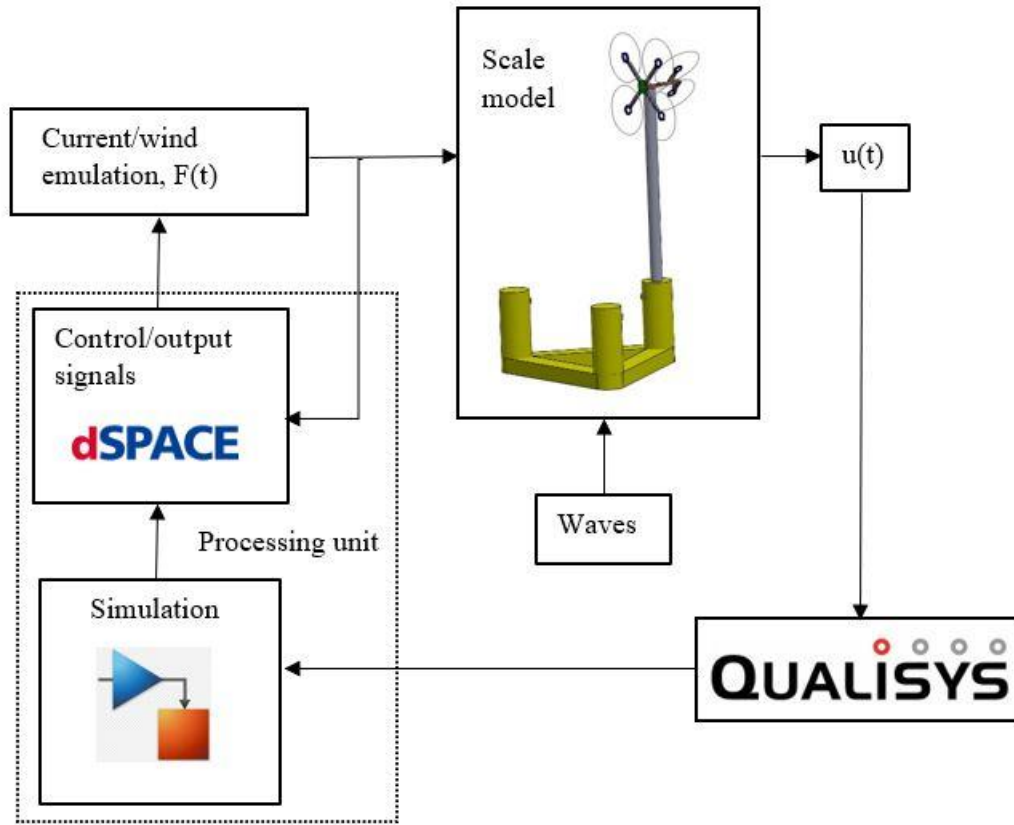 Scale
model
Current/wind
emulation, F(t)
u(t)
Control/output
signals
dSPACE
Waves
Processing unit
Simulation
QUALISYS